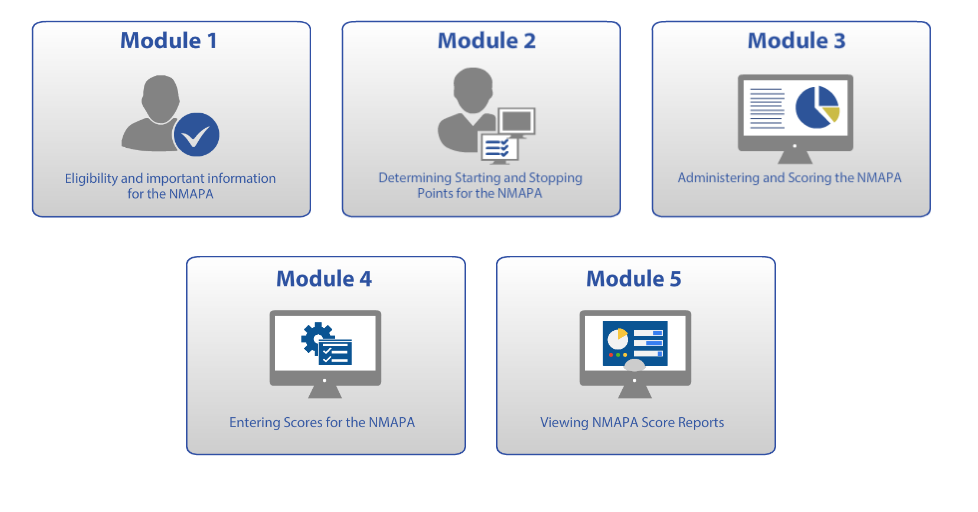 Module 1
Eligibility and important information
for the NMAPA
Module 2
Determining Starting and Stopping
Points for the NMAPA
Module 3
Administering and Scoring the NMAPA
Module 4
Entering Scores for the NMAPA
Module 5
Viewing NMAPA Score Reports